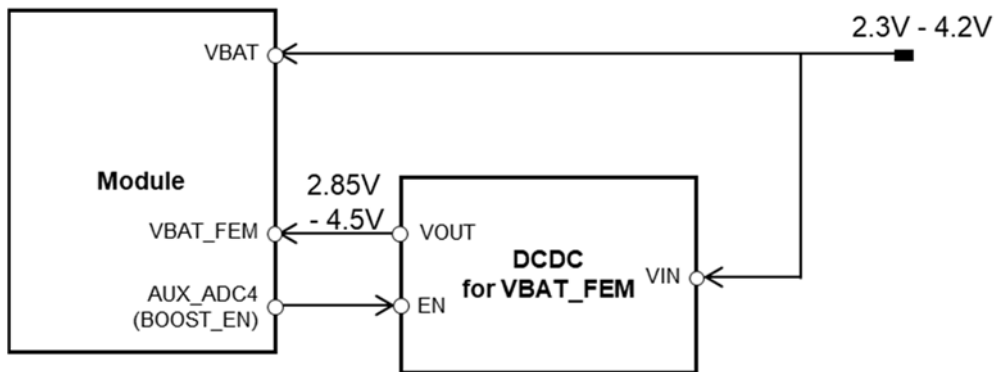 2.3V - 4.2V
VBAT
Module
2.85V
- 4.5V
VBAT_FEM
VOUT
DCDC
for VBAT_FEM
VIN
AUX_ADC4
(BOOST_EN)
EN